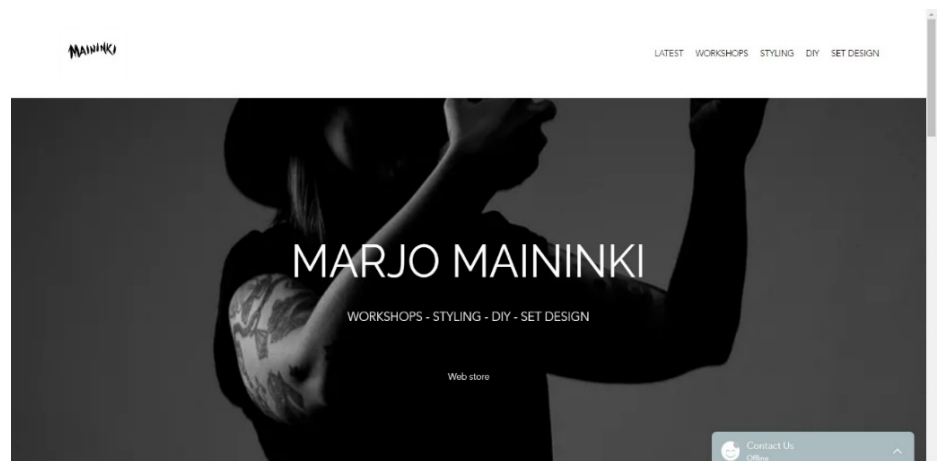 MAININKI
LATEST WORKSHOPS STYLING DIY SET DESIGN
MARJO MAININKI
WORKSHOPS - STYLING - DIY - SET DESIGN
Web store
Contact Us
Offline